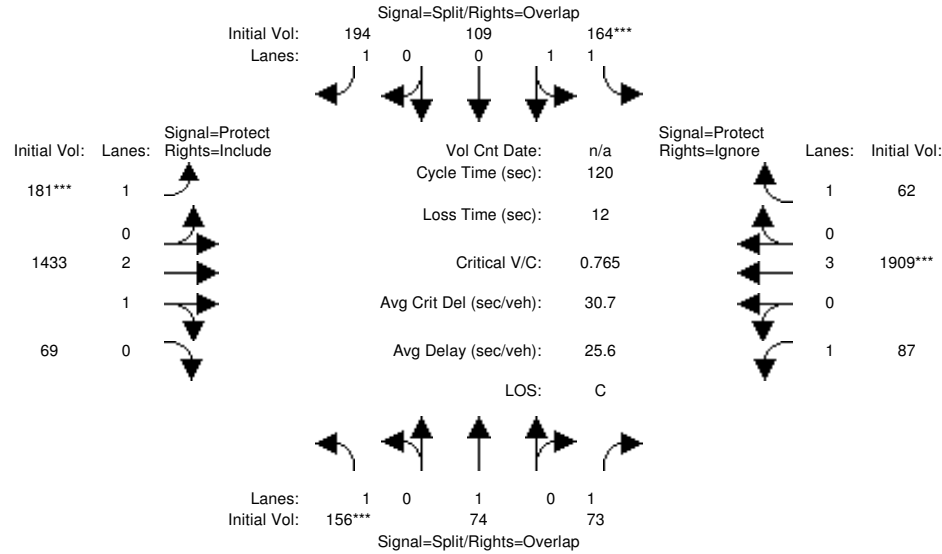 Signal=Split/Rights=Overlap
Initial Vol: 194 109 164***
Lanes: 1 0 0 1 1
Signal=Protect
Initial Vol: Lanes: Rights=Include
Vol Cnt Date: n/a
Signal=Protect
Rights=Ignore Lanes: Initial Vol:
Cycle Time (sec): 120
181*** 1
1 62
Loss Time (sec): 12
0
0
1433 2
Critical V/C: 0.765
3 1909***
1
Avg Crit Del (sec/veh): 30.7
0
69 0
Avg Delay (sec/veh): 25.6
1 87
LOS: C
Lanes: 1 0 1 0 1
Initial Vol: 156*** 74 73
Signal=Split/Rights=Overlap